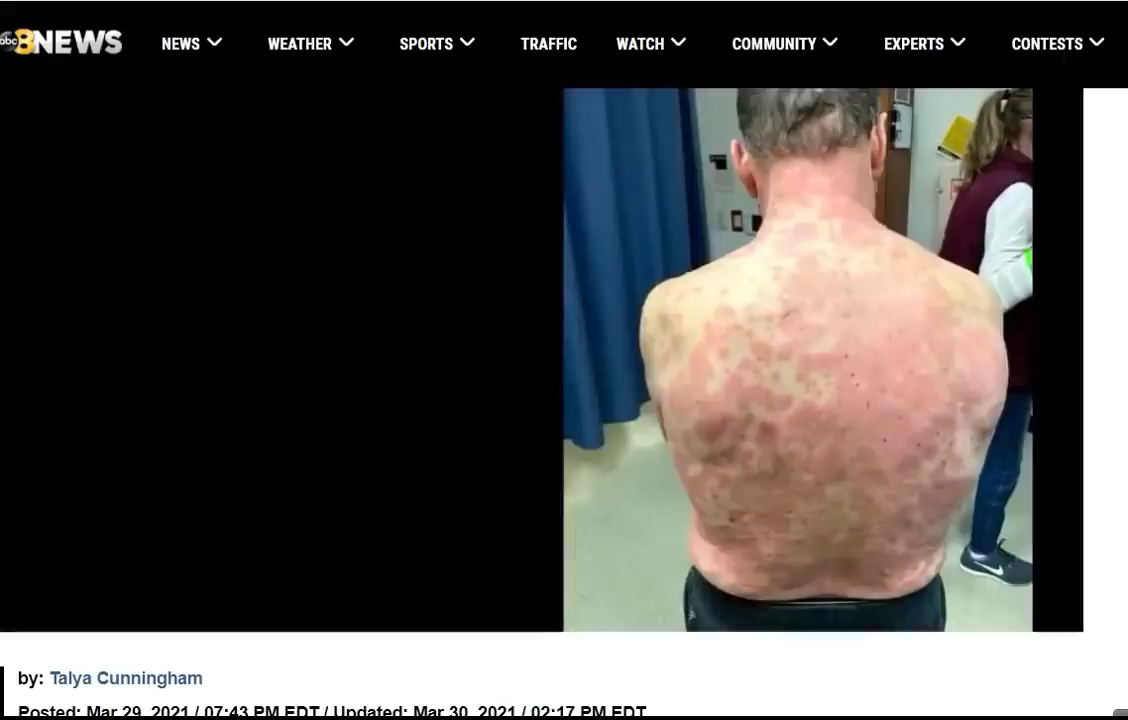 abc 8NEWS NEWS WEATHER SPORTS TRAFFIC WATCH COMMUNITY EXPERTS CONTESTS
by: Talya Cunningham
Posted: Mar 29, 2021 / 07:43 PM EDT / Updated: Mar 30, 2021 / 02:17 PM EDT